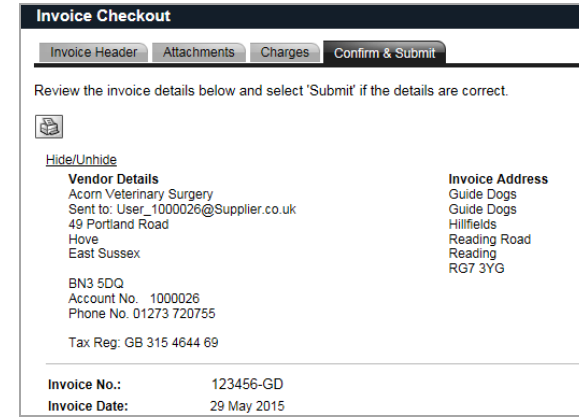 Invoice Checkout
Invoice Header Attachments Charges Confirm & Submit
Review the invoice details below and select 'Submit' if the details are correct.
Hide/Unhide
Vendor Details
Acorn Veterinary Surgery
Sent to: User_1000026@Supplier.co.uk
49 Portland Road
Hove
East Sussex
BN3 5DQ
Account No. 1000026
Phone No. 01273 720755
Tax Reg: GB 315 4644 69
Invoice Address
Guide Dogs
Guide Dogs
Hillfields
Reading Road
Reading
RG7 3YG
Invoice No.: 123456-GD
Invoice Date: 29 May 2015